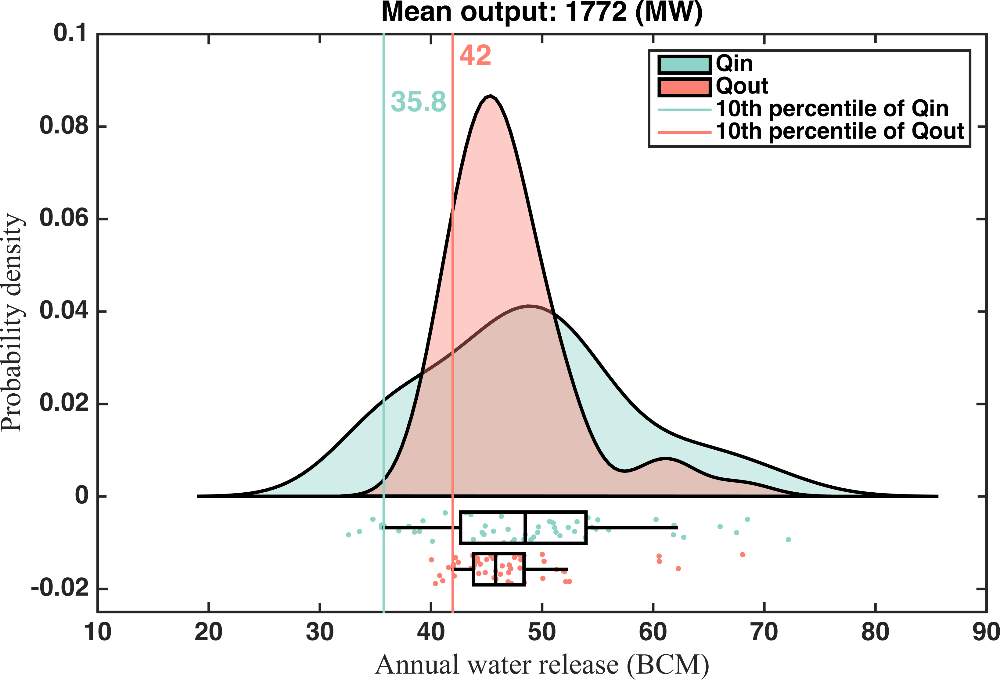 Mean output: 1772 (MW)
0.1
0.08
0.06
0.04
0.02
0
-0.02
Probability density
42
35.8
Qin
Qout
10th percentile of Qin
10th percentile of Qout
10 20 30 40 50 60 70 80 90
Annual water release (BCM)